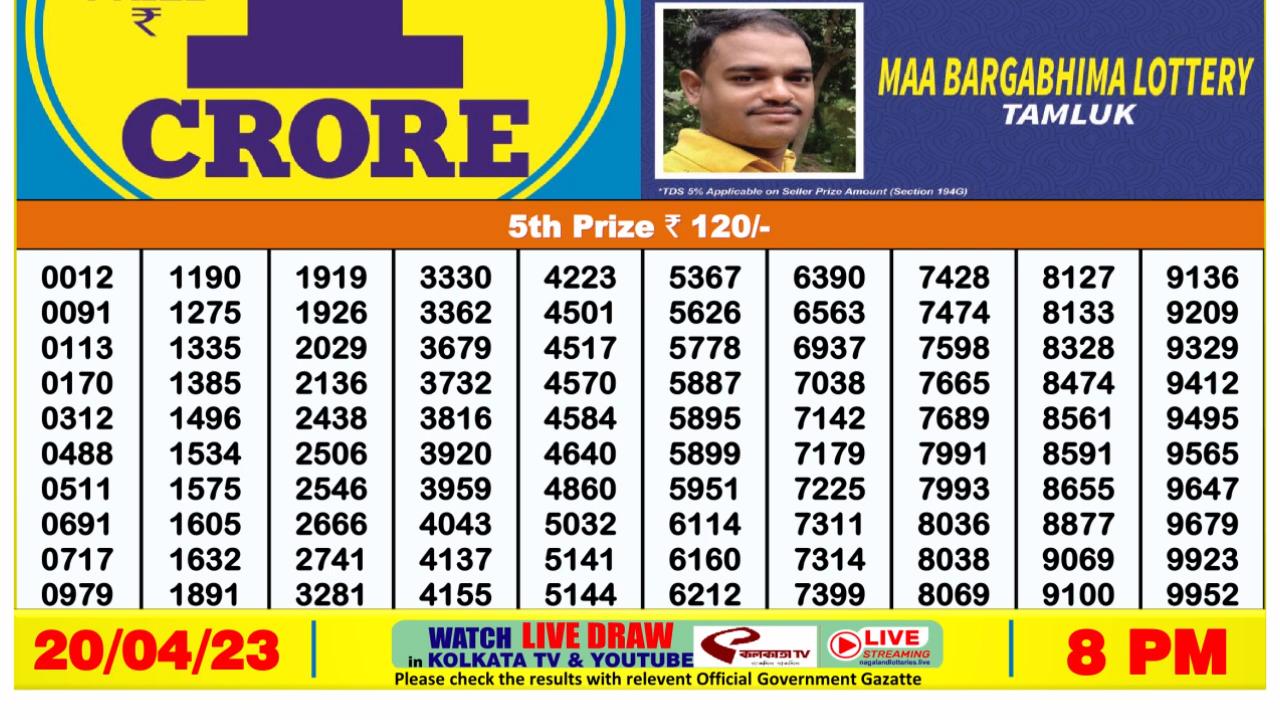 ₹
1
CRORE
MAA BARGABHIMA LOTTERY
TAMLUK
*TDS 5% Applicable on Seller Prize Amount (Section 194G)
5th Prize ₹ 120/-
0012 1190 1919 3330 4223 5367 6390 7428 8127 9136
0091 1275 1926 3362 4501 5626 6563 7474 8133 9209
0113 1335 2029 3679 4517 5778 6937 7598 8328 9329
0170 1385 2136 3732 4570 5887 7038 7665 8474 9412
0312 1496 2438 3816 4584 5895 7142 7689 8561 9495
0488 1534 2506 3920 4640 5899 7179 7991 8591 9565
0511 1575 2546 3959 4860 5951 7225 7993 8655 9647
0691 1605 2666 4043 5032 6114 7311 8036 8877 9679
0717 1632 2741 4137 5141 6160 7314 8038 9069 9923
0979 1891 3281 4155 5144 6212 7399 8069 9100 9952
20/04/23
WATCH LIVE DRAW
in KOLKATA TV & YOUTUBE
কলকাতা TV
LIVE
STREAMING
nagalandlotteries.live
8 PM
Please check the results with relevent Official Government Gazatte